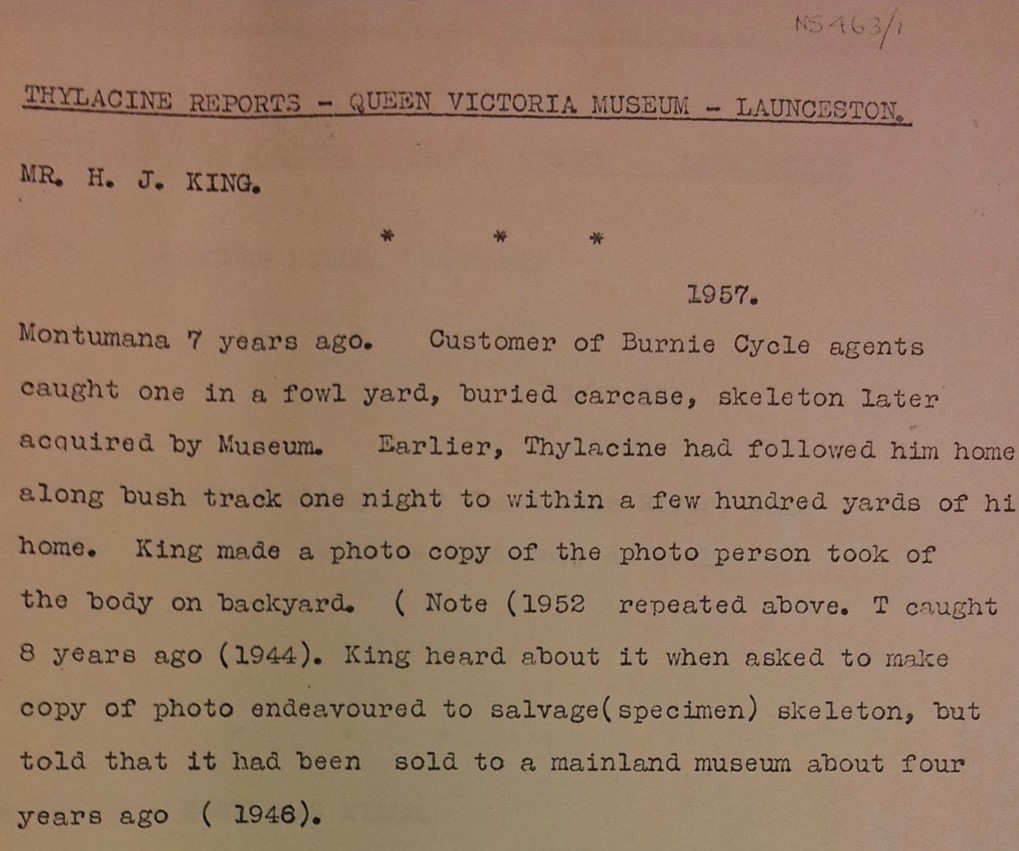 NS463/1
THYLACINE REPORTS - QUEEN VICTORIA MUSEUM - LAUNCESTON.
MR. H. J. KING.
* * *
1957.
Montumana 7 years ago. Customer of Burnie Cycle agents
caught one in a fowl yard, buried carcase, skeleton later
acquired by Museum. Earlier, Thylacine had followed him home
along bush track one night to within a few hundred yards of hi
home. King made a photo copy of the photo person took of
the body on backyard. ( Note (1952 repeated above. T caught
8 years ago (1944). King heard about it when asked to make
copy of photo endeavoured to salvage(specimen) skeleton, but
told that it had been sold to a mainland museum about four
years ago ( 1946).